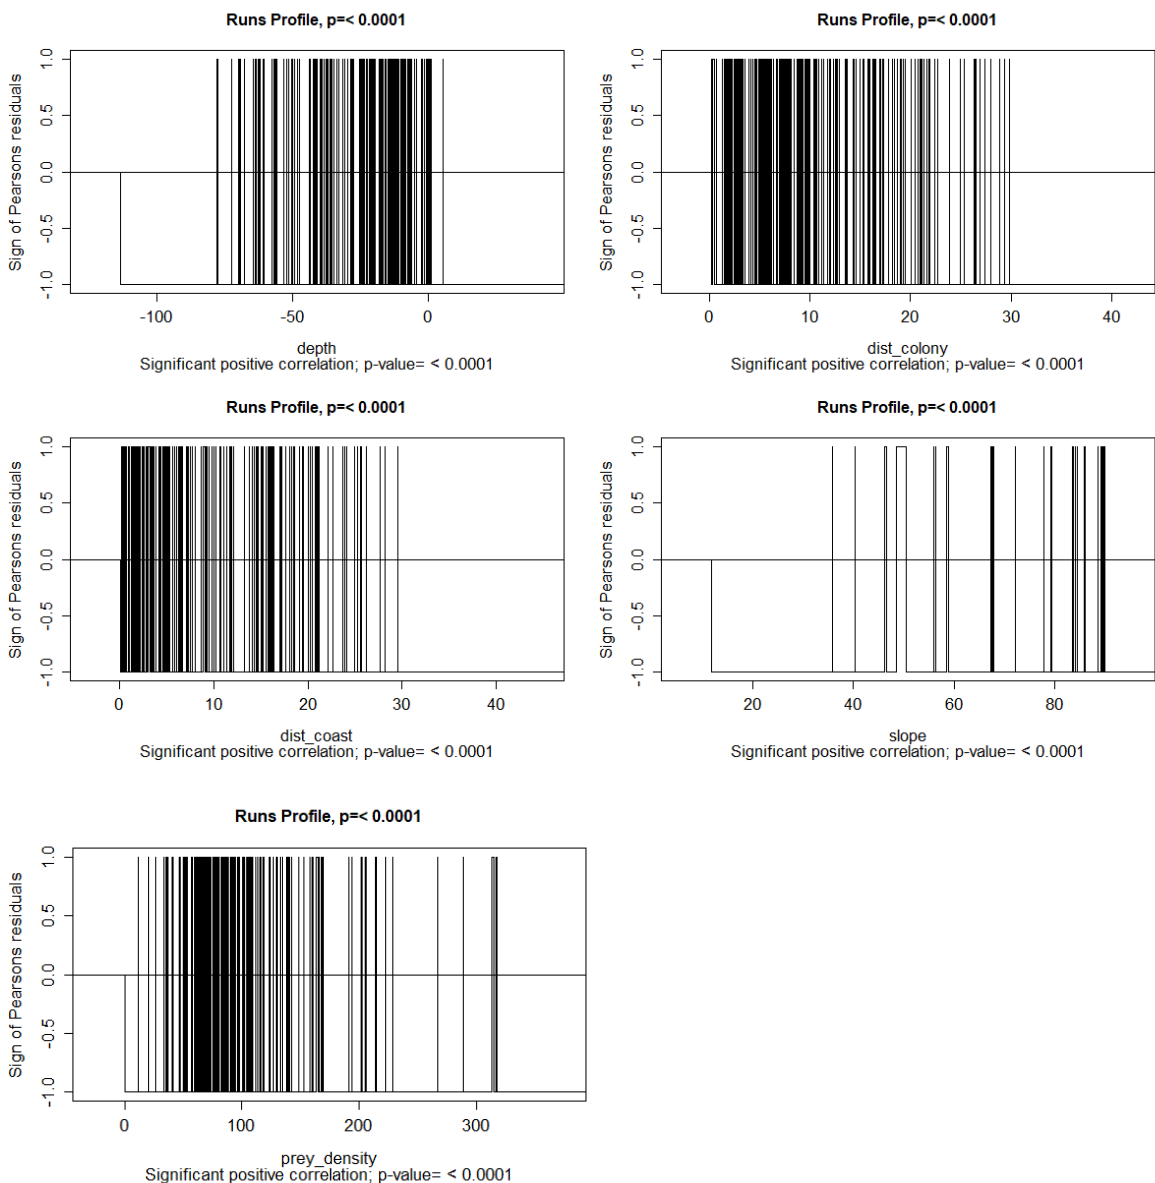 Runs Profile, p=< 0.0001
Sign of Pearsons residuals
1.0
0.5
0.0
-0.5
-1.0
-100 -50 0
depth
Significant positive correlation; p-value= < 0.0001
Runs Profile, p=< 0.0001
Sign of Pearsons residuals
1.0
0.5
0.0
-0.5
-1.0
0 10 20 30 40
dist_colony
Significant positive correlation; p-value= < 0.0001
Runs Profile, p=< 0.0001
Sign of Pearsons residuals
1.0
0.5
0.0
-0.5
-1.0
0 10 20 30 40
dist_coast
Significant positive correlation; p-value= < 0.0001
Runs Profile, p=< 0.0001
Sign of Pearsons residuals
1.0
0.5
0.0
-0.5
-1.0
20 40 60 80
slope
Significant positive correlation; p-value= < 0.0001
Runs Profile, p=< 0.0001
Sign of Pearsons residuals
1.0
0.5
0.0
-0.5
-1.0
0 100 200 300
prey_density
Significant positive correlation; p-value= < 0.0001